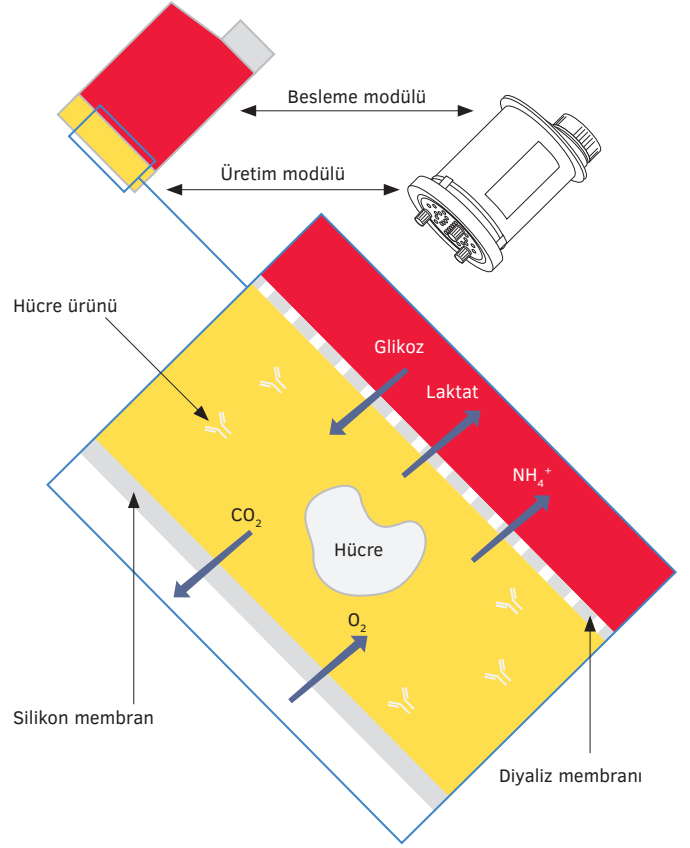 Besleme modülü
Üretim modülü
Hücre ürünü
Glikoz
Laktat
NH₄⁺
CO₂
Hücre
O₂
Silikon membran
Diyaliz membranı